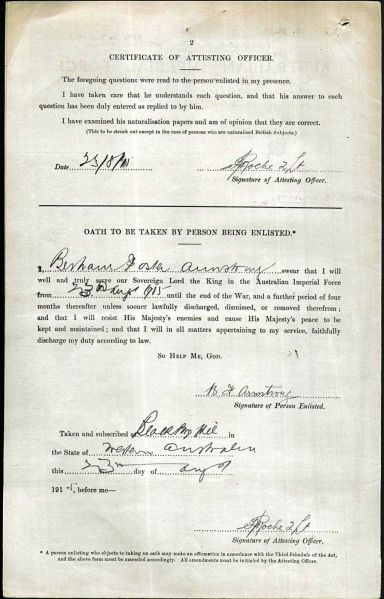 2
CERTIFICATE OF ATTESTING OFFICER.
The foregoing questions were read to the person enlisted in my presence.
I have taken care that he understands each question, and that his answer to each
question has been duly entered as replied to by him.
I have examined his naturalisation papers and am of opinion that they are correct.
(This to be struck out except in the case of persons who are naturalised British Subjects.)
Date 23/8/15 Roche 2/Lt
Signature of Attesting Officer.
OATH TO BE TAKEN BY PERSON BEING ENLISTED.*
I, Bertram Foster Armstrong swear that I will
well and truly serve our Sovereign Lord the King in the Australian Imperial Force
from 23rd Augt 1915 until the end of the War, and a further period of four
months thereafter unless sooner lawfully discharged, dismissed, or removed therefrom;
and that I will resist His Majesty's enemies and cause His Majesty's peace to be
kept and maintained; and that I will in all matters appertaining to my service, faithfully
discharge my duty according to law.
SO HELP ME, GOD.
B. F. Armstrong
Signature of Person Enlisted.
Taken and subscribed at Blackboy Hill in
the State of Western Australia
this 23rd day of Augt
1915, before me—
Roche 2/Lt
Signature of Attesting Officer.
* A person enlisting who objects to taking an oath may make an affirmation in accordance with the Third Schedule of the Act,
and the above form must be amended accordingly. All amendments must be initialed by the Attesting Officer.